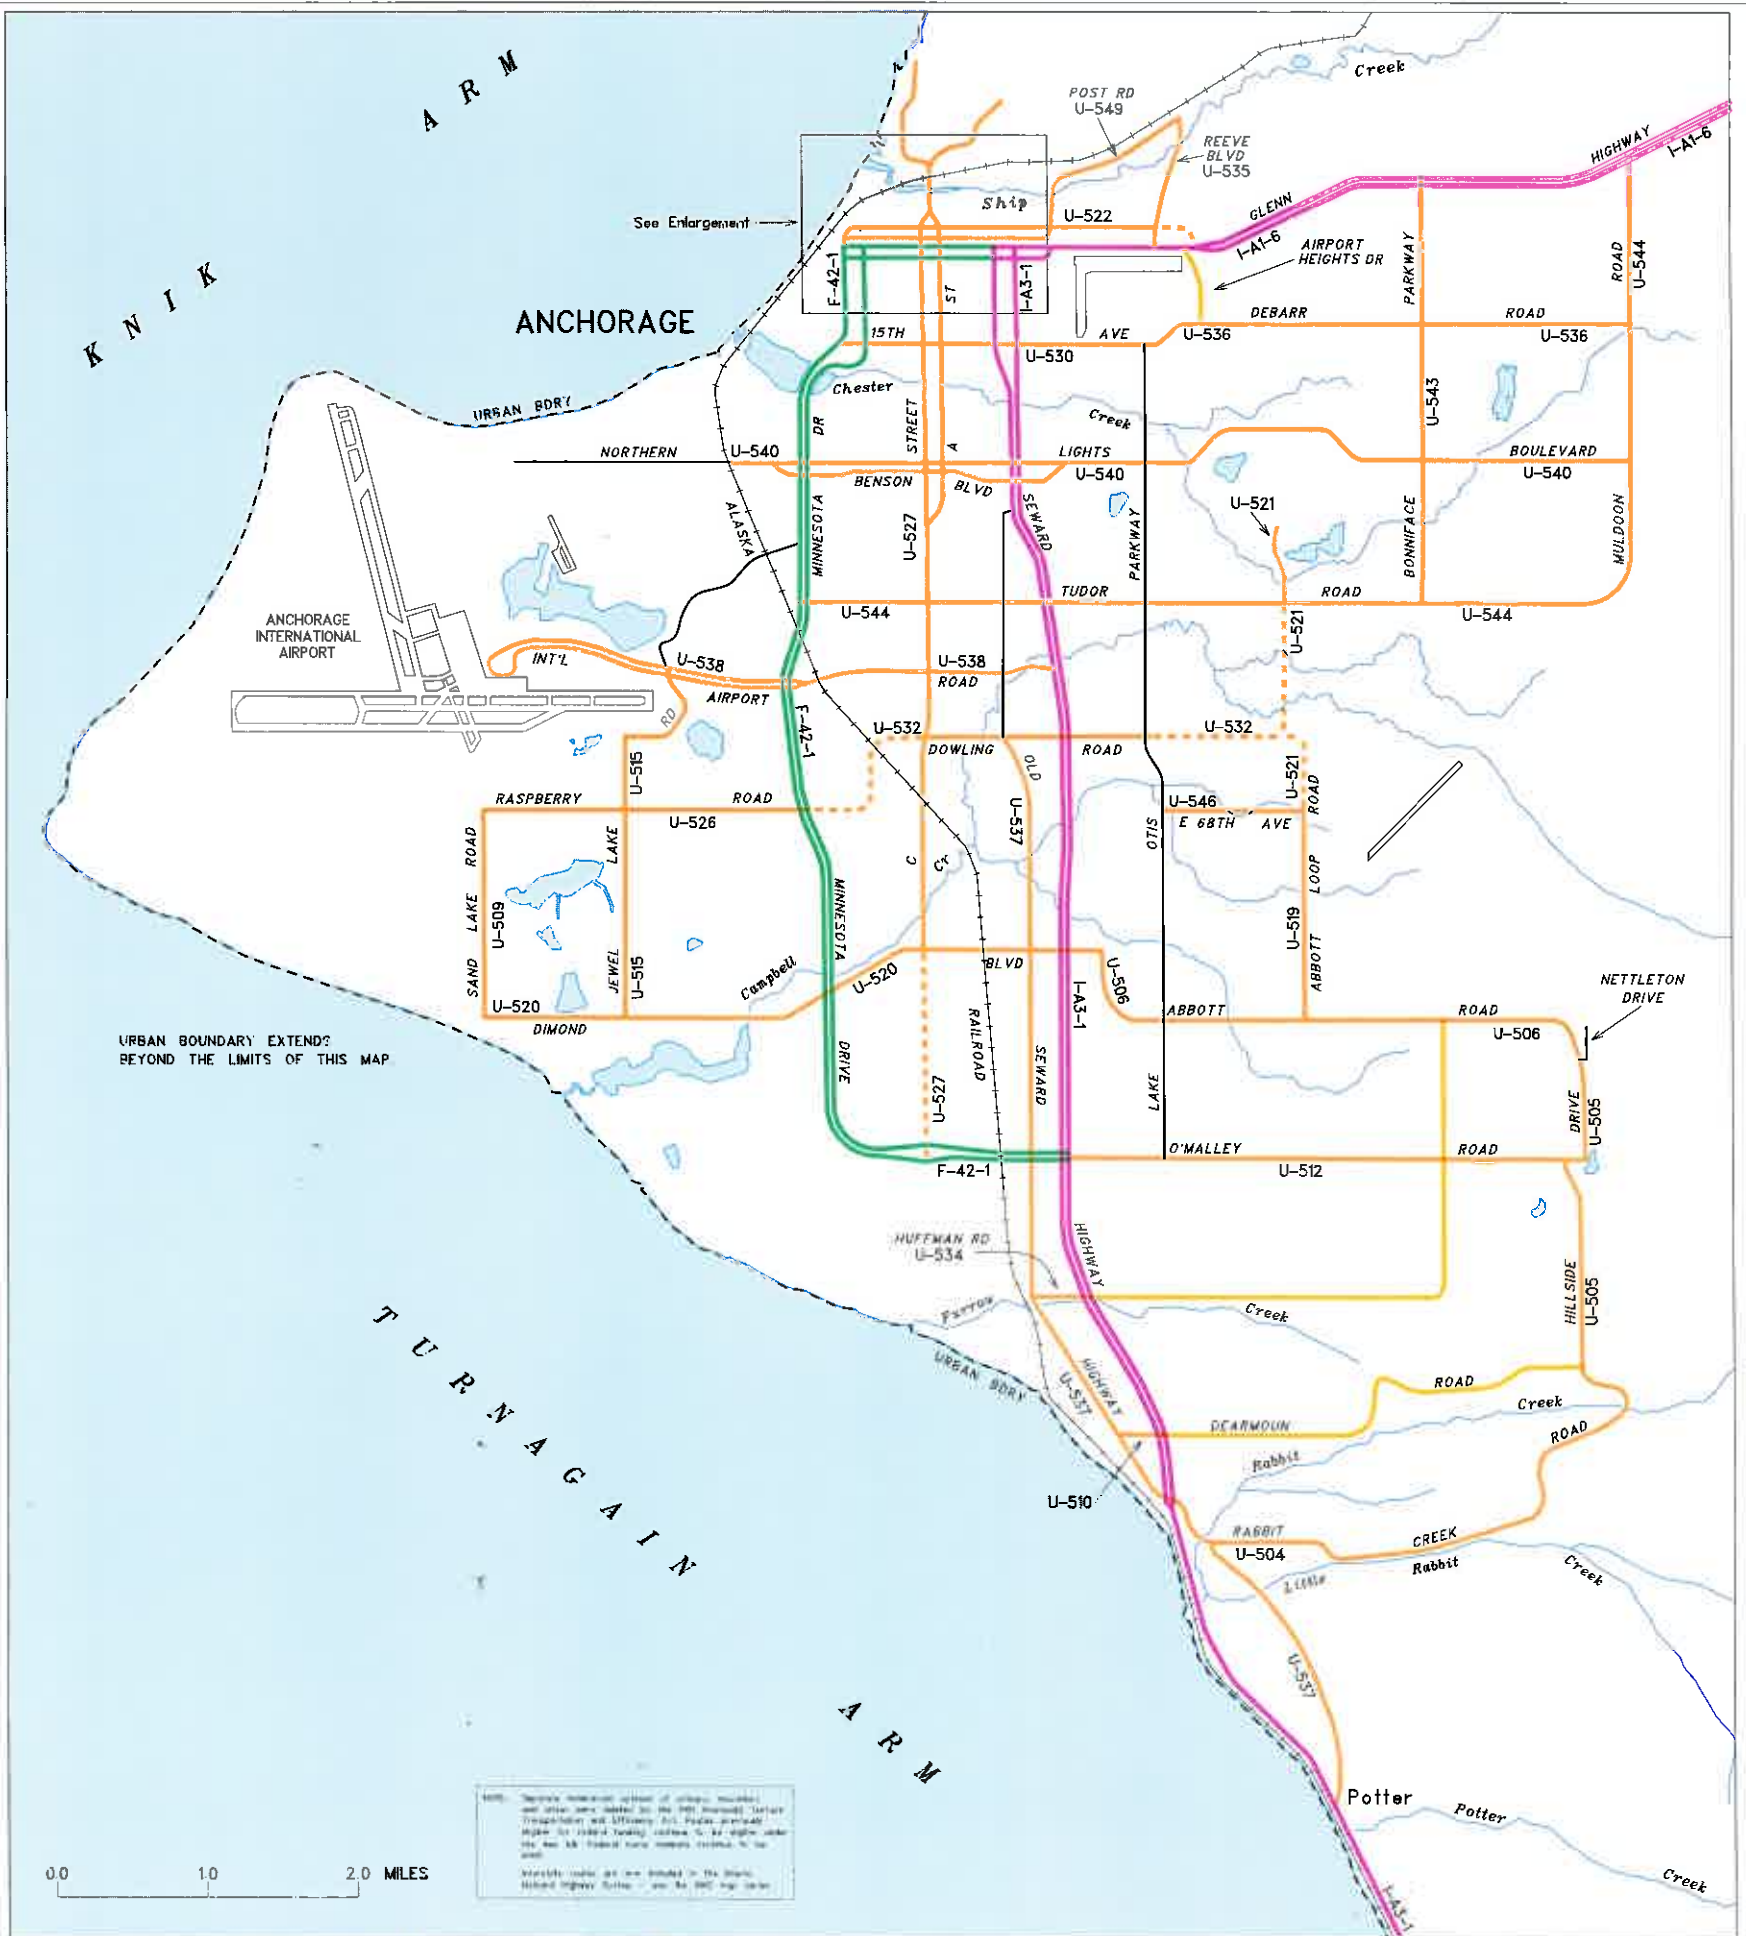 KNIK ARM
Creek
POST RD
U-549
REEVE
BLVD
U-535
HIGHWAY
I-A1-6
GLENN
I-A1-6
See Enlargement
Ship
U-522
AIRPORT
HEIGHTS DR
PARKWAY
ROAD
U-544
F-42-1
ST
I-A3-1
ANCHORAGE
15TH
AVE
U-530
U-536
DEBARR
ROAD
U-536
Chester
Creek
URBAN BDRY
DR
STREET
A
U-543
NORTHERN
U-540
LIGHTS
U-540
BOULEVARD
U-540
BENSON
BLVD
ALASKA
MINNESOTA
U-527
SEWARD
PARKWAY
U-521
BONNIFACE
MULDOON
U-544
TUDOR
ROAD
U-544
ANCHORAGE
INTERNATIONAL
AIRPORT
INT'L
U-538
AIRPORT
U-538
ROAD
U-521
RD
F-42-1
U-532
DOWLING
OLD
ROAD
U-532
U-515
U-521
ROAD
RASPBERRY
ROAD
U-526
U-537
U-546
E 68TH AVE
OTIS
SAND LAKE ROAD
U-509
JEWEL LAKE
U-515
C
Cr
MINNESOTA
DRIVE
ABBOTT LOOP
U-519
Campbell
U-520
BLVD
U-506
I-A3-1
U-520
DIMOND
RAILROAD
SEWARD
ABBOTT
ROAD
U-506
NETTLETON
DRIVE
URBAN BOUNDARY EXTENDS
BEYOND THE LIMITS OF THIS MAP
U-527
LAKE
DRIVE
U-505
F-42-1
O'MALLEY
ROAD
U-512
HUFFMAN RD
U-534
HIGHWAY
HILLSIDE
U-505
Furrow
Creek
TURNAGAIN ARM
URBAN BDRY
HIGHWAY
U-537
DEARMOUN
ROAD
Creek
ROAD
Rabbit
U-510
RABBIT
U-504
CREEK
Little
Rabbit
Creek
U-537
Potter
Potter
Creek
I-A3-1
0.0 1.0 2.0 MILES
NOTE: